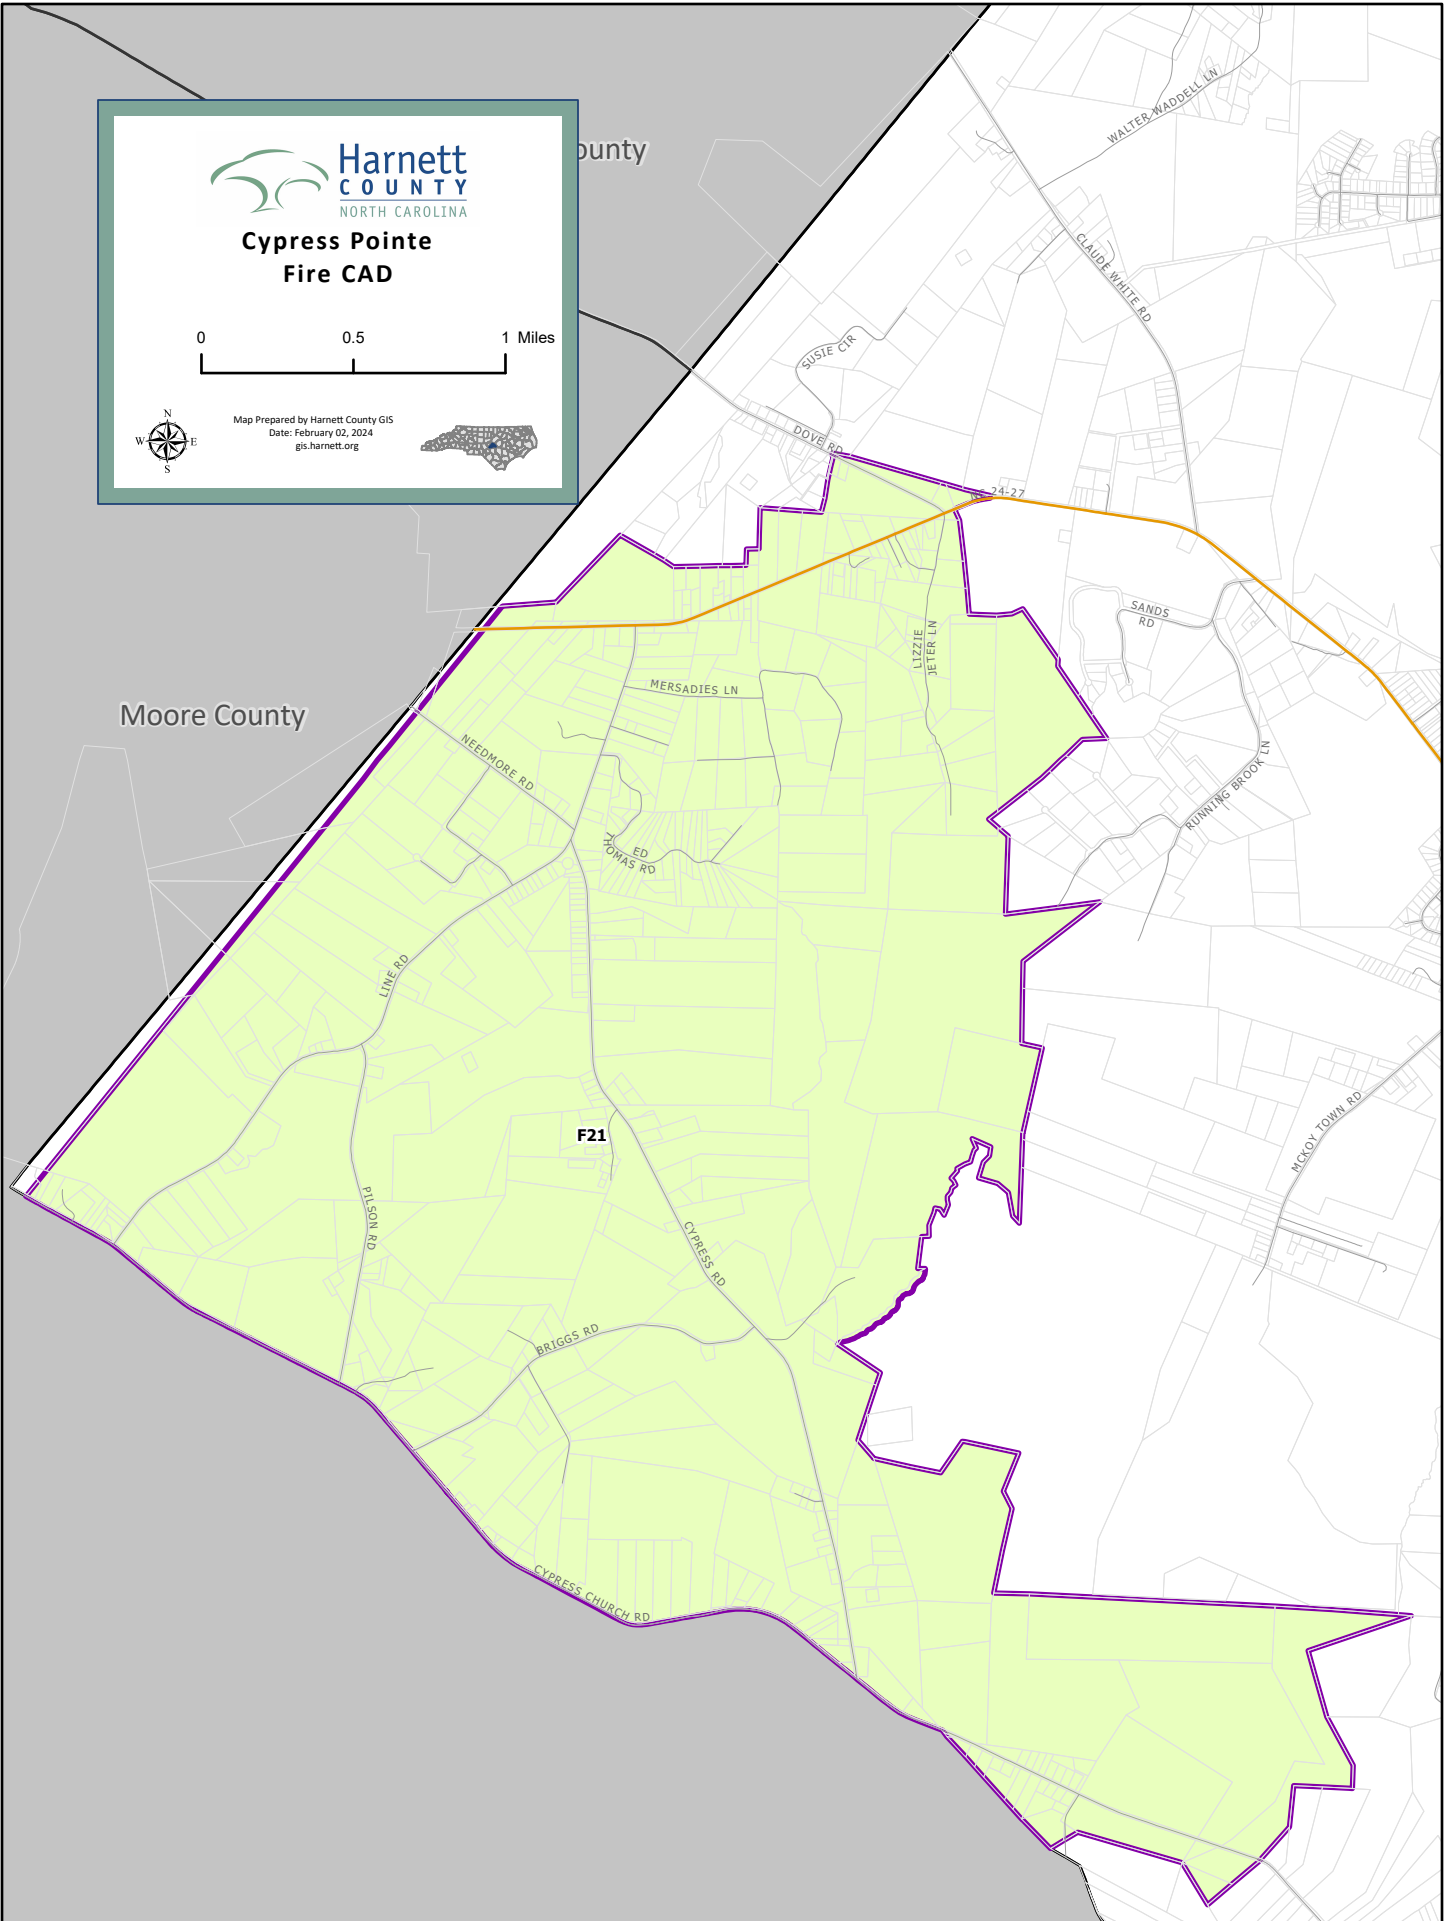 Harnett
COUNTY
NORTH CAROLINA
Cypress Pointe
Fire CAD
0 0.5 1 Miles
N
W E
S
Map Prepared by Harnett County GIS
Date: February 02, 2024
gis.harnett.org
ounty
WALTER WADDELL LN
CLAUDE WHITE RD
SUSIE CIR
DOVE RD
NC 24-27
SANDS
RD
LIZZIE
JETER LN
MERSADIES LN
Moore County
NEEDMORE RD
RUNNING BROOK LN
ED
THOMAS RD
LINE RD
MCKOY TOWN RD
F21
PILSON RD
CYPRESS RD
BRIGGS RD
CYPRESS CHURCH RD